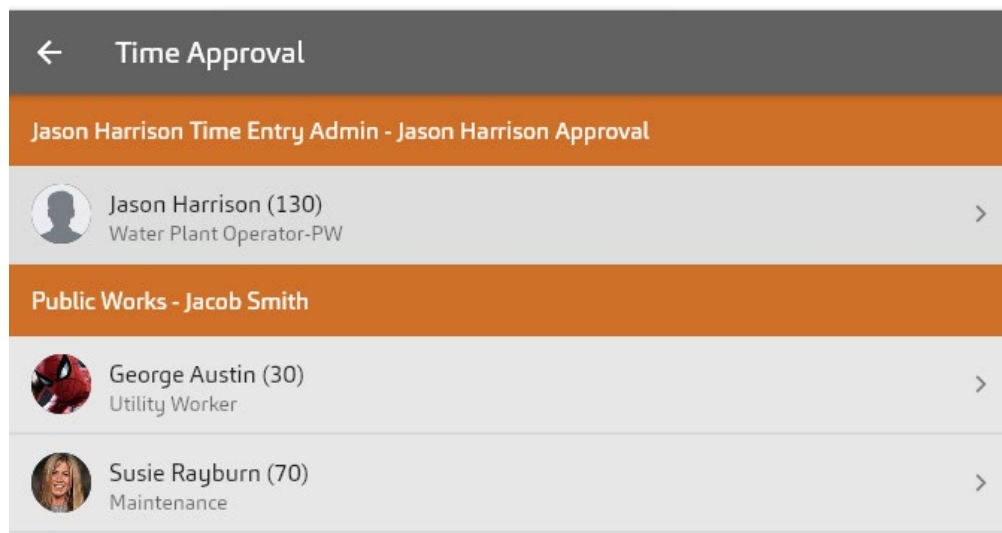 Time Approval
Jason Harrison Time Entry Admin - Jason Harrison Approval
Jason Harrison (130)
Water Plant Operator-PW
Public Works - Jacob Smith
George Austin (30)
Utility Worker
Susie Rayburn (70)
Maintenance